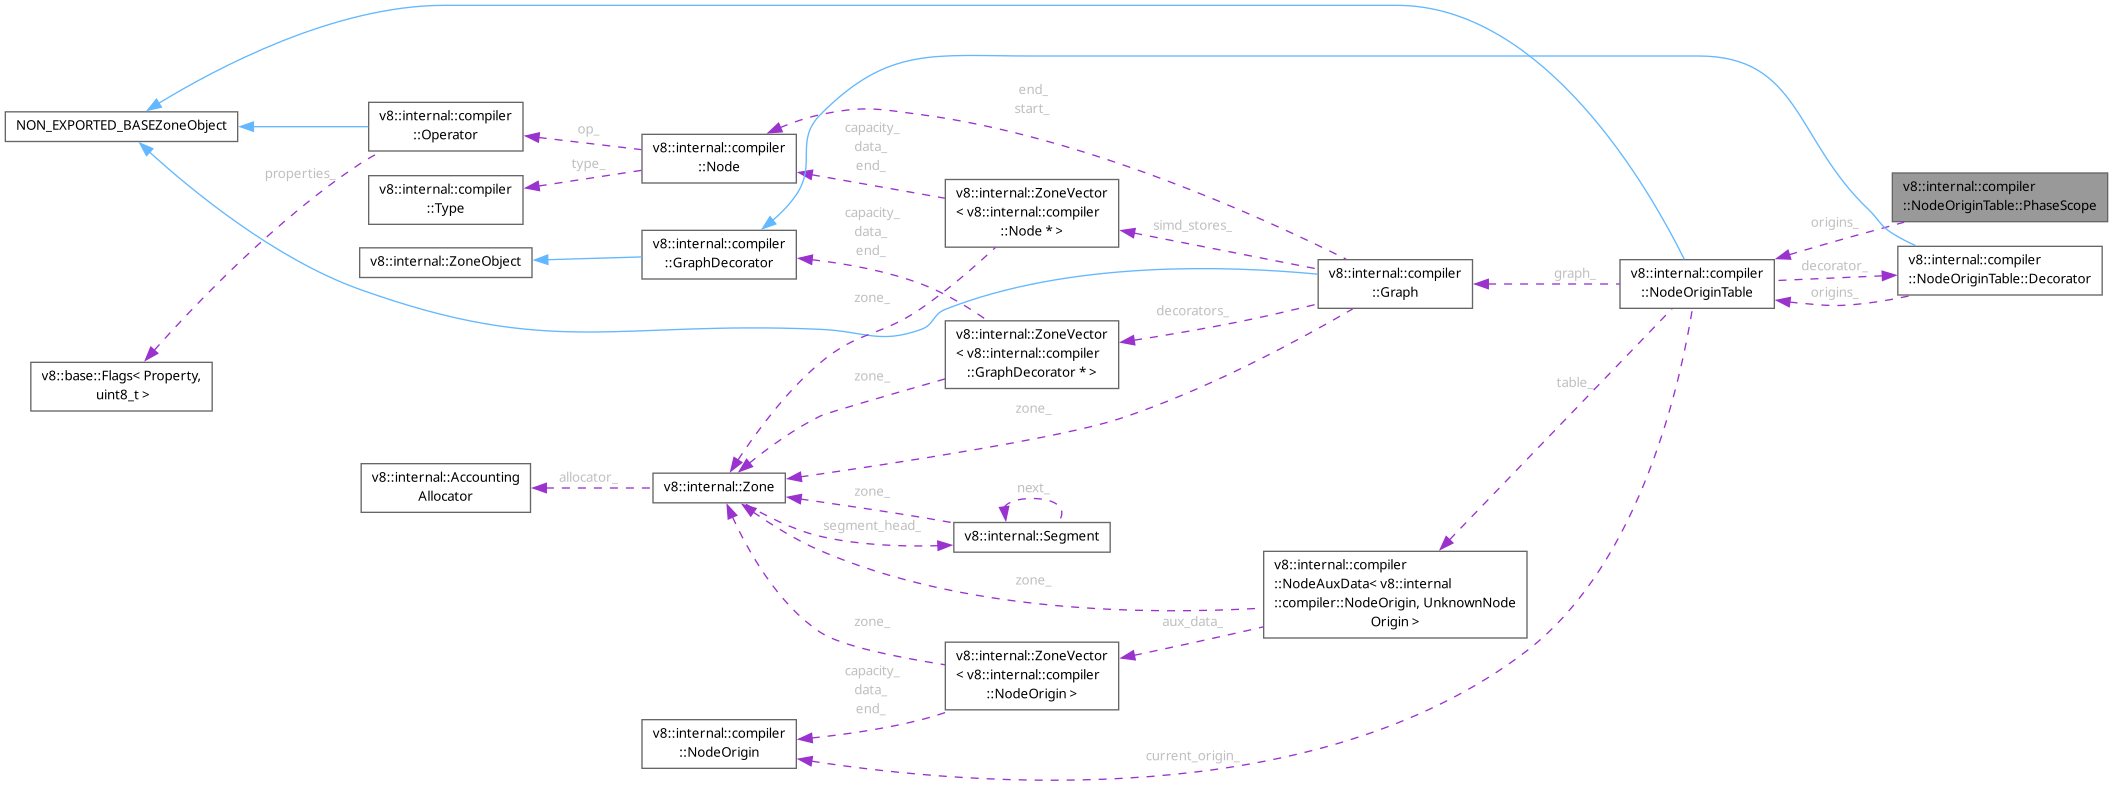 NON_EXPORTED_BASEZoneObject
v8::internal::compiler
::Operator
properties_
v8::internal::compiler
::Type
v8::internal::ZoneObject
v8::base::Flags< Property,
uint8_t >
v8::internal::Accounting
Allocator
op_
type_
allocator_
v8::internal::compiler
::Node
v8::internal::compiler
::GraphDecorator
v8::internal::Zone
v8::internal::compiler
::NodeOrigin
capacity_
data_
end_
capacity_
data_
end_
zone_
zone_
zone_
segment_head_
zone_
capacity_
data_
end_
end_
start_
v8::internal::ZoneVector
< v8::internal::compiler
::Node * >
v8::internal::ZoneVector
< v8::internal::compiler
::GraphDecorator * >
zone_
next_
v8::internal::Segment
zone_
v8::internal::ZoneVector
< v8::internal::compiler
::NodeOrigin >
simd_stores_
decorators_
aux_data_
current_origin_
v8::internal::compiler
::Graph
v8::internal::compiler
::NodeAuxData< v8::internal
::compiler::NodeOrigin, UnknownNode
Origin >
graph_
table_
v8::internal::compiler
::NodeOriginTable
origins_
decorator_
origins_
v8::internal::compiler
::NodeOriginTable::PhaseScope
v8::internal::compiler
::NodeOriginTable::Decorator